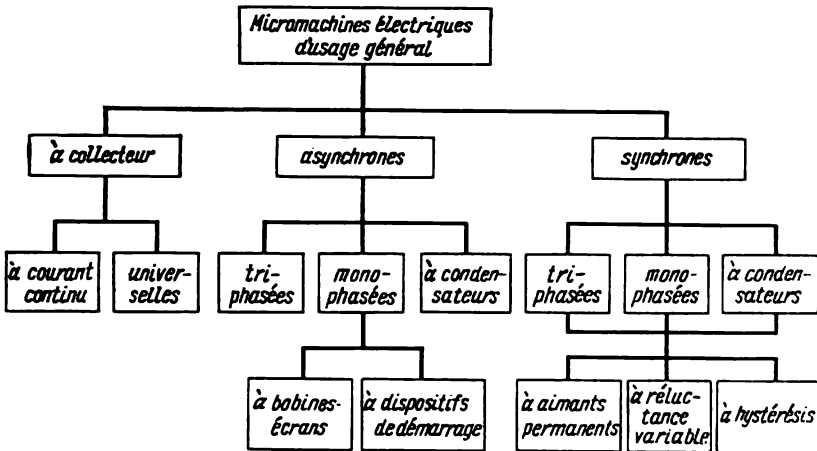 Micromachines électriques
d'usage général
à collecteur
asynchrones
synchrones
à courant
continu
univer-
selles
tri-
phasées
mono-
phasées
à conden-
sateurs
tri-
phasées
mono-
phasées
à conden-
sateurs
à bobines-
écrans
à dispositifs
de démarrage
à aimants
permanents
à réluc-
tance
variable
à hystérésis